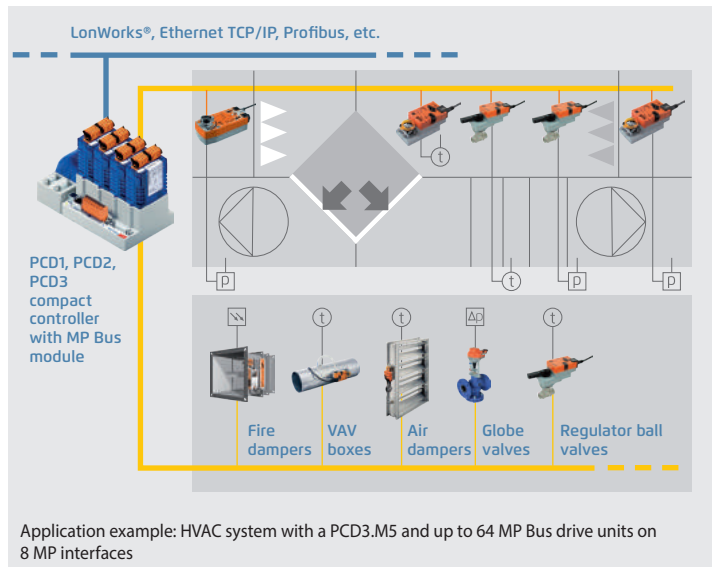 LonWorks®, Ethernet TCP/IP, Profibus, etc.
t
p
t
p
p
PCD1, PCD2,
PCD3
compact
controller
with MP Bus
module
t
t
Δp
t
Fire
dampers
VAV
boxes
Air
dampers
Globe
valves
Regulator ball
valves
Application example: HVAC system with a PCD3.M5 and up to 64 MP Bus drive units on
8 MP interfaces